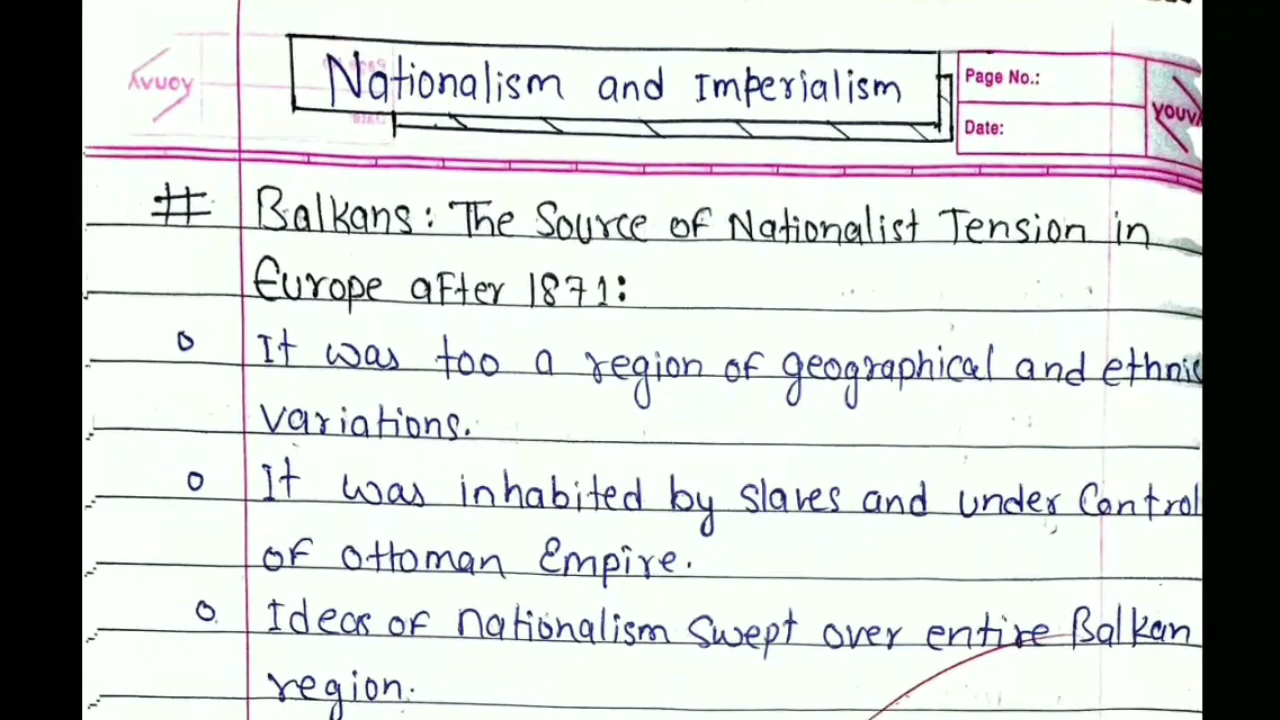 Nationalism and Imperialism
Page No.:
Date:
YOUVA
# Balkans: The Source of Nationalist Tension in
Europe after 1871:
It was too a region of geographical and ethnic
variations.
It was inhabited by Slaves and under Control
of Ottoman Empire.
Ideas of nationalism swept over entire Balkan
region.